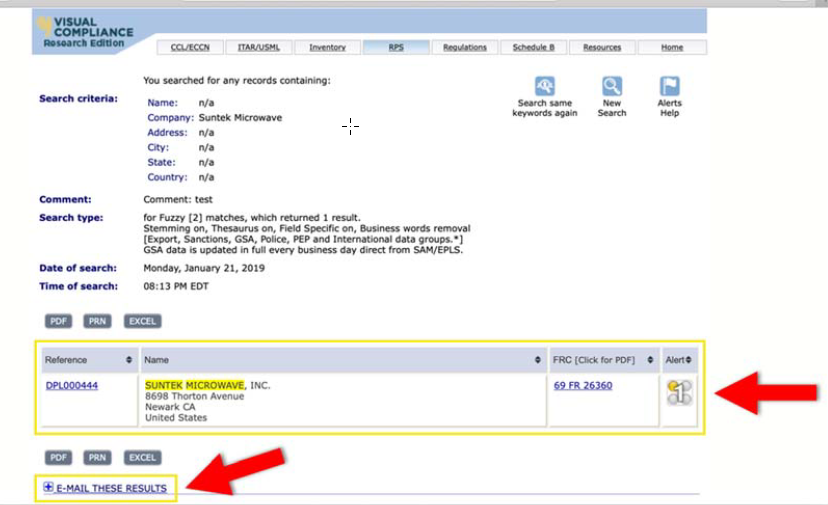 VISUAL
COMPLIANCE
Research Edition
CCL/ECCN ITAR/USML Inventory RPS Regulations Schedule B Resources Home
You searched for any records containing:
Search criteria:
Name: n/a
Company: Suntek Microwave
Address: n/a
City: n/a
State: n/a
Country: n/a
Search same
keywords again
New
Search
Alerts
Help
Comment: Comment: test
Search type: for Fuzzy [2] matches, which returned 1 result.
Stemming on, Thesaurus on, Field Specific on, Business words removal
[Export, Sanctions, GSA, Police, PEP and International data groups.*]
GSA data is updated in full every business day direct from SAM/EPLS.
Date of search: Monday, January 21, 2019
Time of search: 08:13 PM EDT
PDF PRN EXCEL
Reference Name FRC [Click for PDF] Alert
DPL000444 SUNTEK MICROWAVE, INC. 69 FR 26360 1
8698 Thorton Avenue
Newark CA
United States
PDF PRN EXCEL
E-MAIL THESE RESULTS